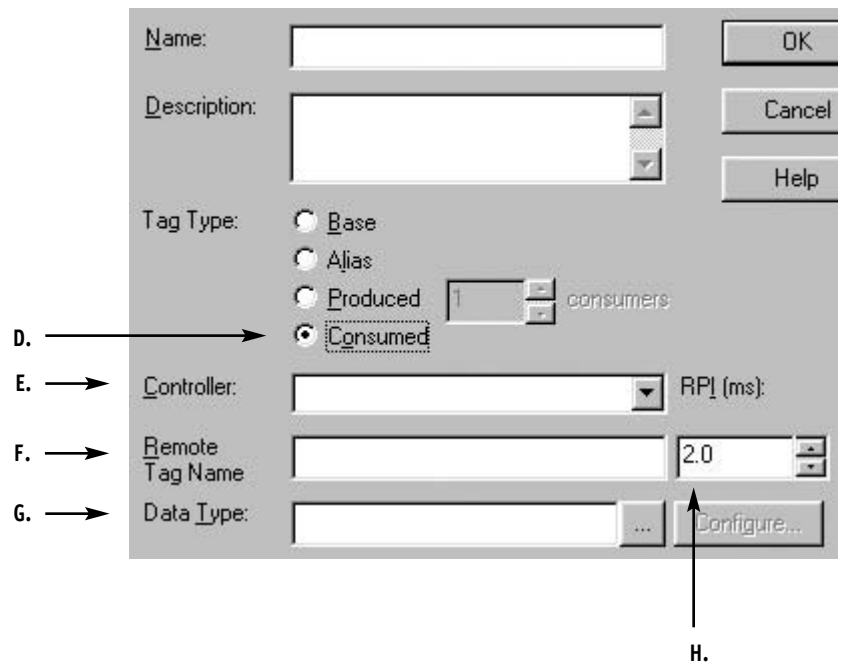 Name:
OK
Description:
Cancel
Help
Tag Type:
Base
Alias
Produced 1 consumers
D. Consumed
E. Controller: RPI (ms):
F. Remote
Tag Name 2.0
G. Data Type: ... Configure...
H.